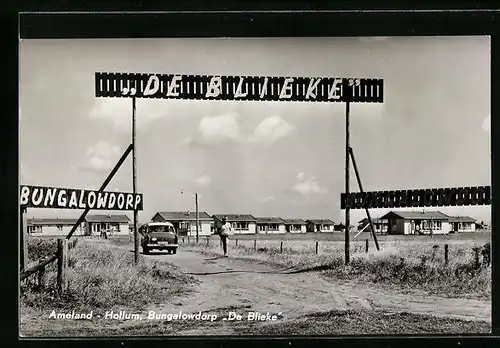 „DE BLIEKE”
BUNGALOWDORP
Ameland - Hollum, Bungalowdorp „De Blieke”